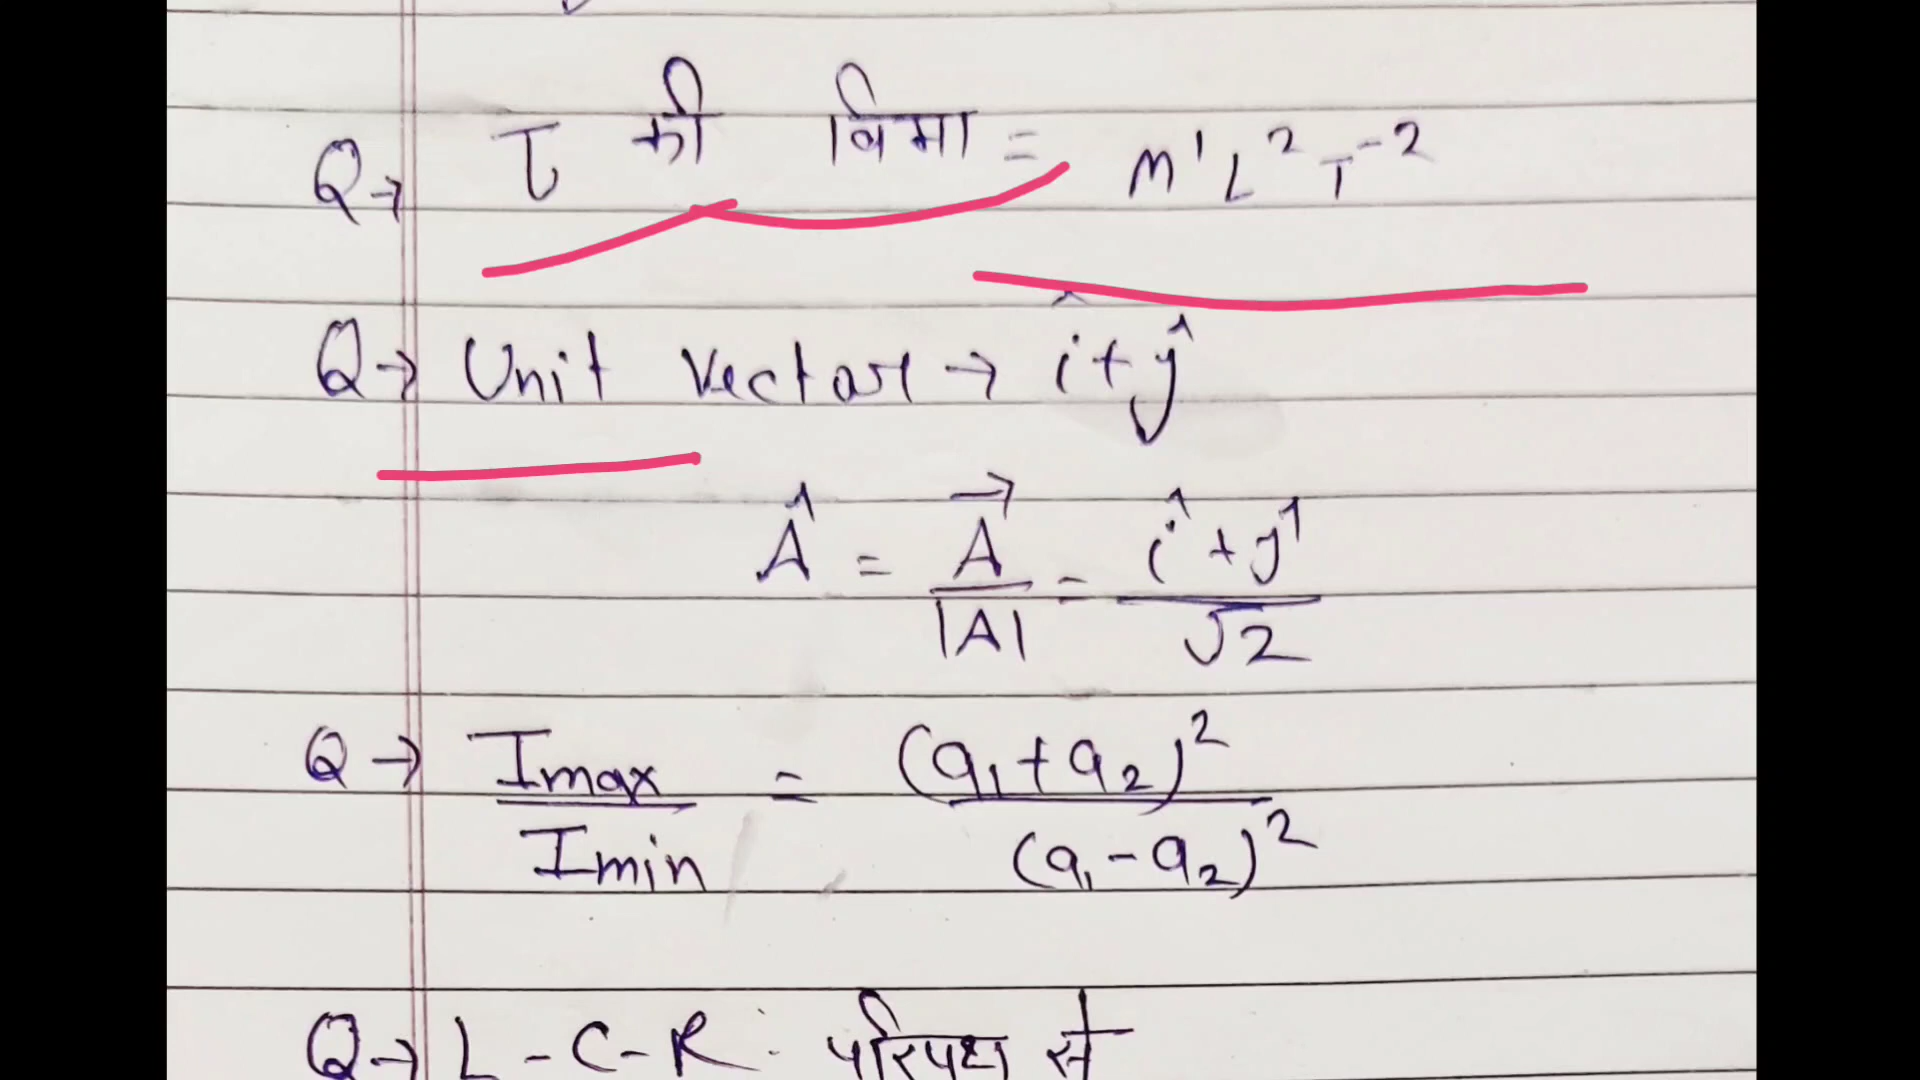 Q→ τ की विमा = M¹L²T⁻²
Q→ Unit Vector → î+ĵ
Â = A⃗/|A| = î+ĵ/√2
Q→ Imax/Imin = (a₁+a₂)²/(a₁-a₂)²
Q→ L-C-R परिपथ से